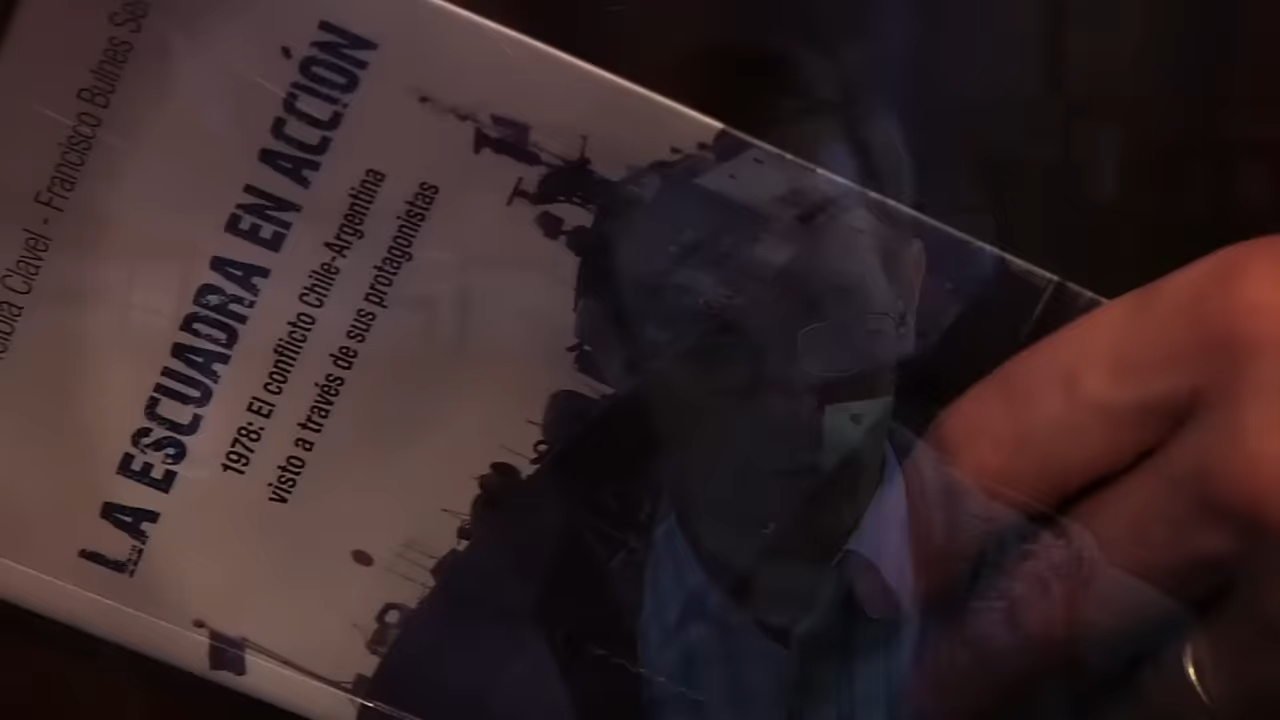 Clavel - Francisco Bulnes
LA ESCUADRA EN ACCIÓN
1978: El conflicto Chile-Argentina
visto a través de sus protagonistas